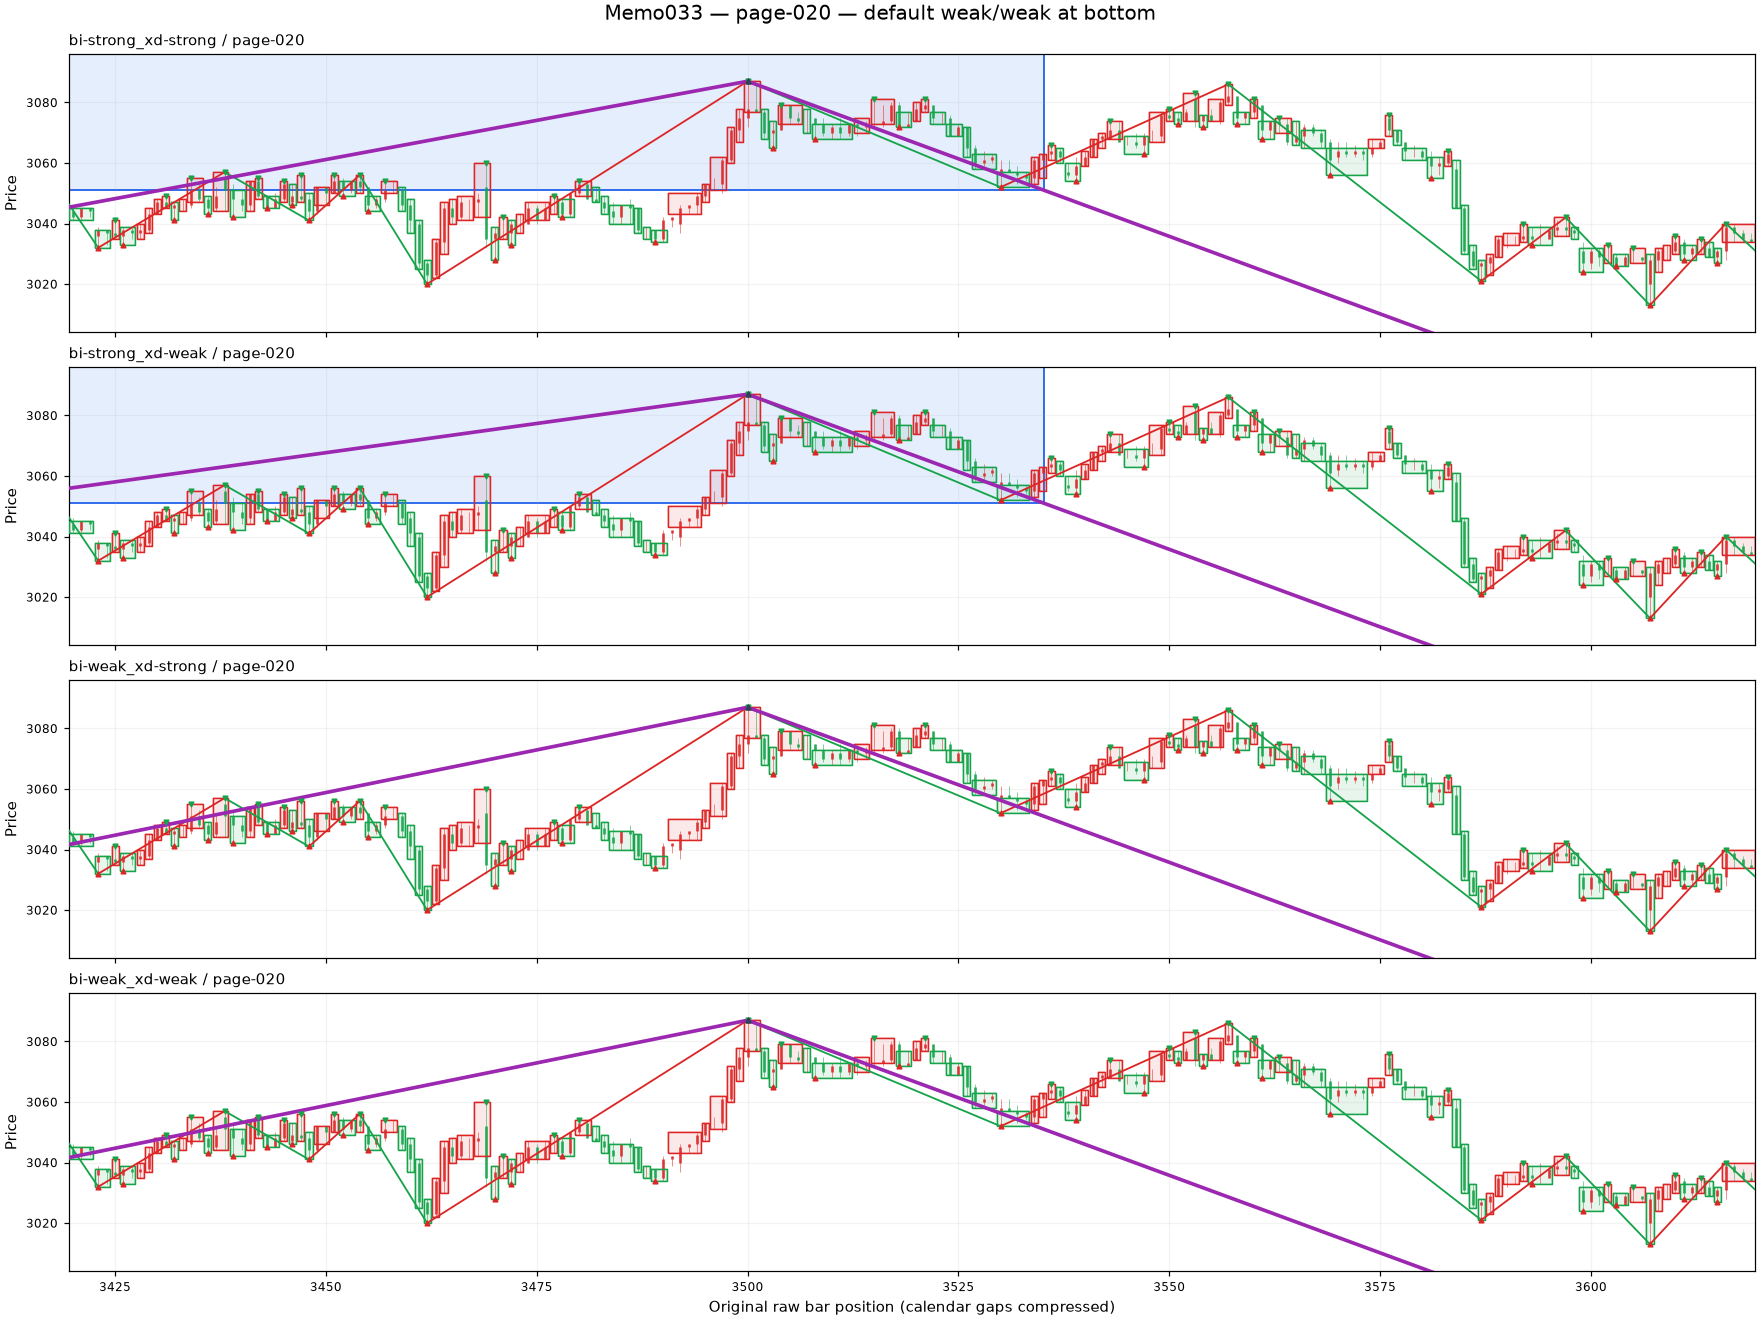 Memo033 — page-020 — default weak/weak at bottom
bi-strong_xd-strong / page-020
Price
3080
3060
3040
3020
bi-strong_xd-weak / page-020
Price
3080
3060
3040
3020
bi-weak_xd-strong / page-020
Price
3080
3060
3040
3020
bi-weak_xd-weak / page-020
Price
3080
3060
3040
3020
3425 3450 3475 3500 3525 3550 3575 3600
Original raw bar position (calendar gaps compressed)